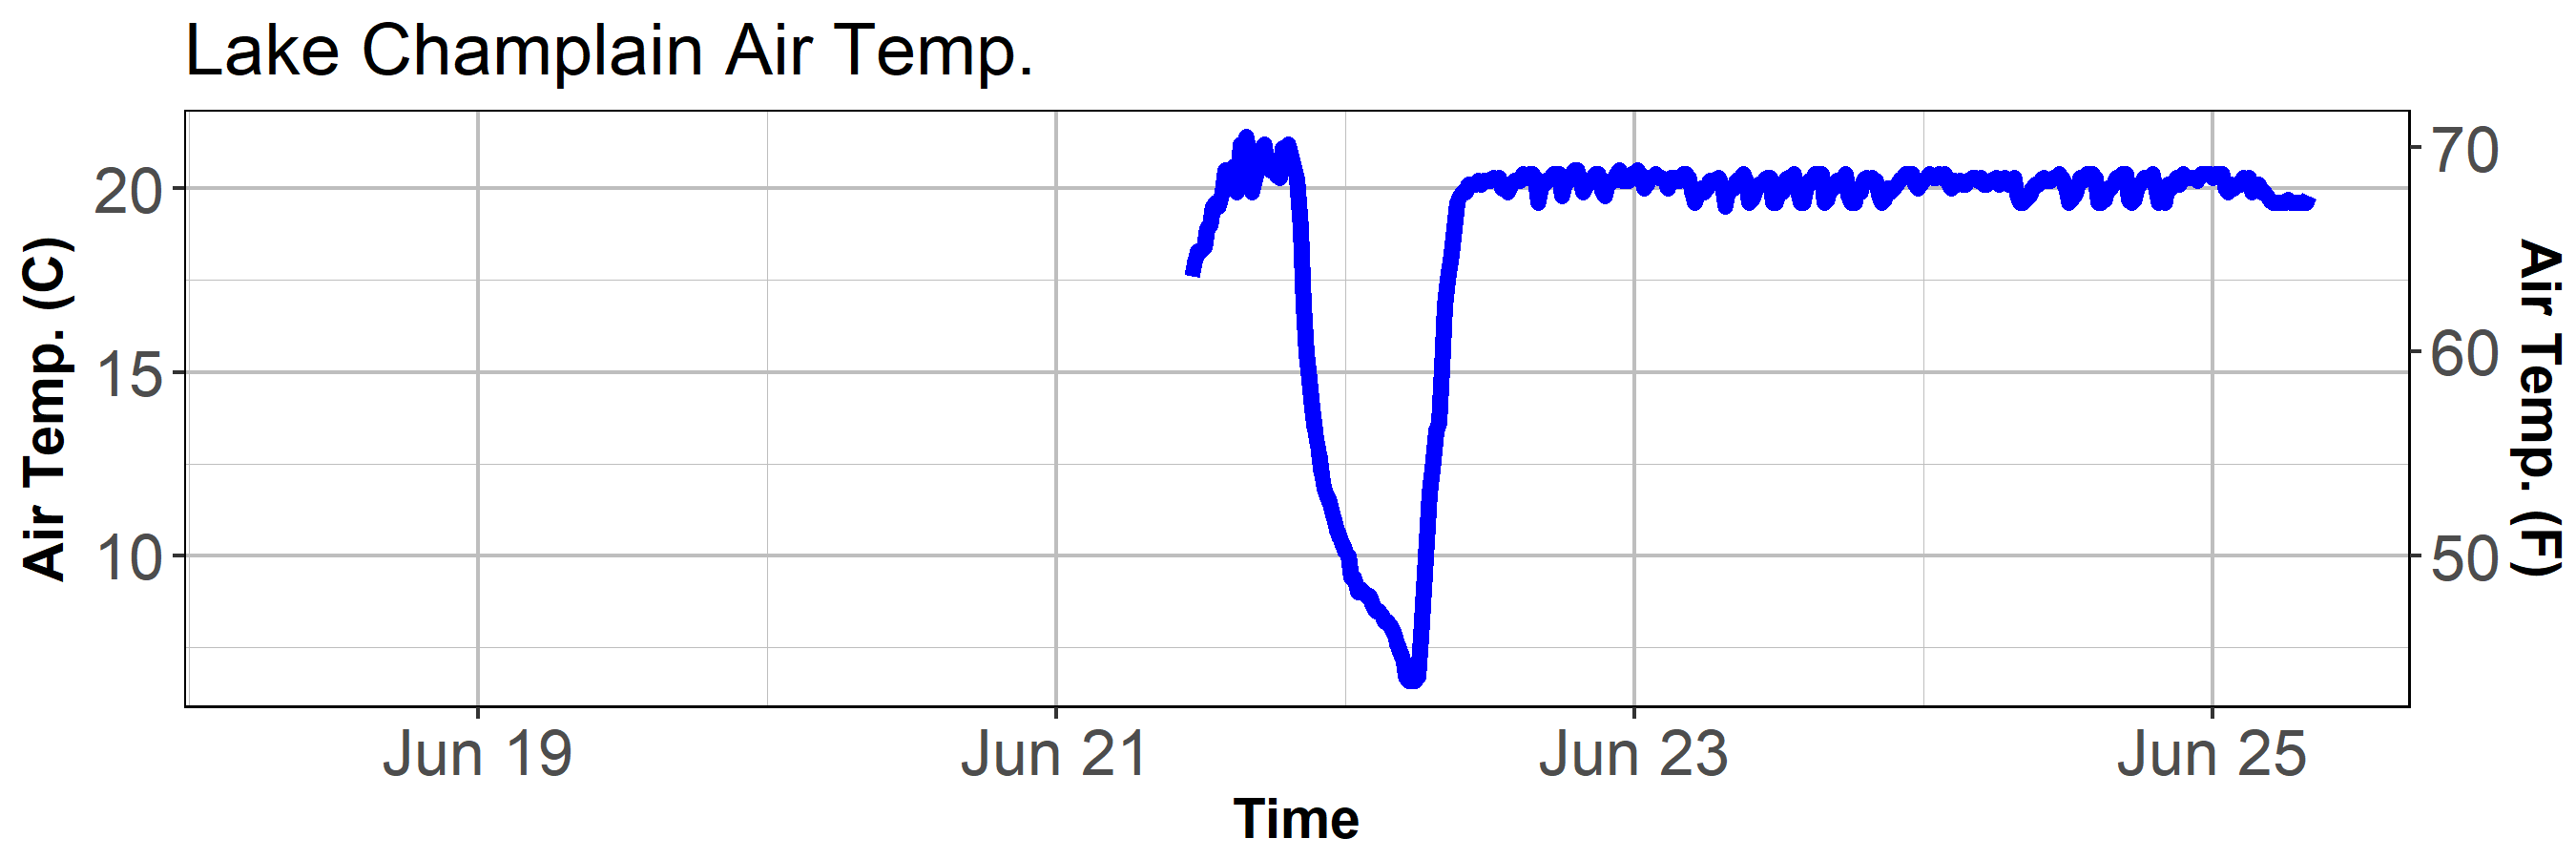 Lake Champlain Air Temp.
Air Temp. (C)
20
15
10
70
60
50
Air Temp. (F)
Jun 19 Jun 21 Jun 23 Jun 25
Time